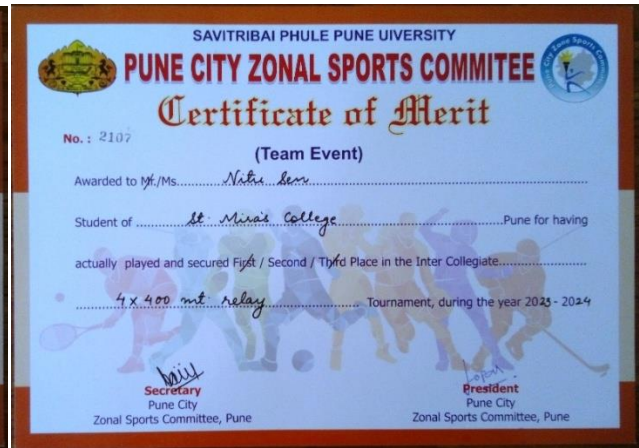 SAVITRIBAI PHULE PUNE UIVERSITY
PUNE CITY ZONAL SPORTS COMMITEE
Certificate of Merit
No. : 2107
(Team Event)
Awarded to Mr./Ms. Nitu Sen
Student of St. Mira's College Pune for having
actually played and secured First / Second / Third Place in the Inter Collegiate
4 x 400 mt relay Tournament, during the year 2023 - 2024
Secretary
Pune City
Zonal Sports Committee, Pune
President
Pune City
Zonal Sports Committee, Pune